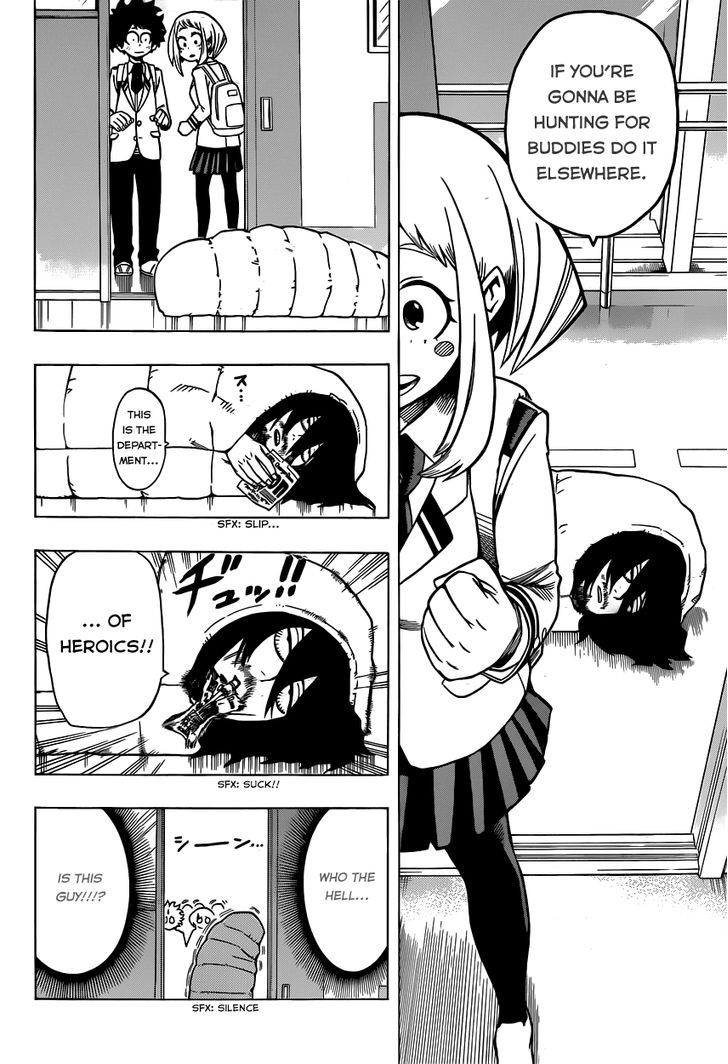 IF YOU'RE
GONNA BE
HUNTING FOR
BUDDIES DO IT
ELSEWHERE.
ス…
THIS
IS THE
DEPART-
MENT...
SFX: SLIP...
ヂュッ!!
... OF
HEROICS!!
SFX: SUCK!!
シーン…
WHO THE
HELL...
IS THIS
GUY!!!?
SFX: SILENCE